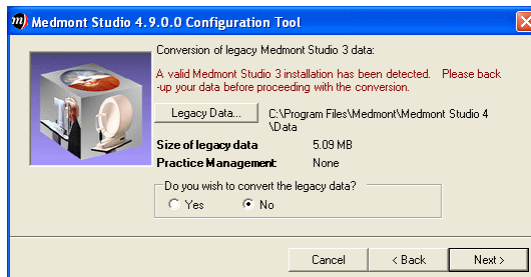 Medmont Studio 4.9.0.0 Configuration Tool
Conversion of legacy Medmont Studio 3 data:
A valid Medmont Studio 3 installation has been detected. Please back
-up your data before proceeding with the conversion.
Legacy Data... C:\Program Files\Medmont\Medmont Studio 4
\Data
Size of legacy data 5.09 MB
Practice Management: None
Do you wish to convert the legacy data?
Yes No
Cancel < Back Next >